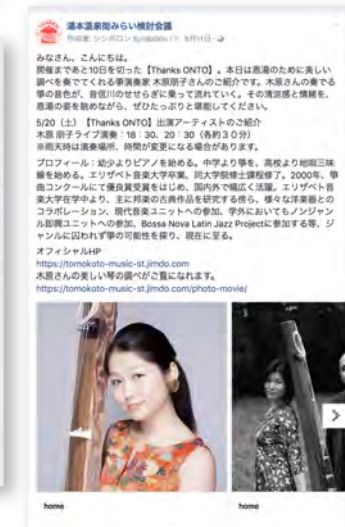 湯本温泉街みらい検討会議
作成者: シンボロン Symbolon / II · 5月11日 ·
みなさん、こんにちは。
開催まであと10日を切った【Thanks ONTO】。本日は恩湯のために美しい
調べを奏でてくれる箏演奏家 木原朋子さんのご紹介です。木原さんの奏でる
箏の音色が、音信川のせせらぎに乗って流れていく。その清涼感と情緒を、
恩湯の姿を眺めながら、ぜひたっぷりと堪能してください。
5/20（土）【Thanks ONTO】出演アーティストのご紹介
木原 朋子ライブ演奏：18：30、20：30（各約３０分）
※雨天時は演奏場所、時間が変更になる場合があります。
プロフィール：幼少よりピアノを始める。中学より箏を、高校より地唄三味
線を始める。エリザベト音楽大学卒業、同大学院修士課程修了。2000年、箏
曲コンクールにて優良賞受賞をはじめ、国内外で幅広く活躍。エリザベト音
楽大学在学中より、主に邦楽の古典作品を研究する傍ら、様々な洋楽器との
コラボレーション、現代音楽ユニットへの参加、学外においてもノンジャン
ル即興ユニットへの参加、Bossa Nova Latin Jazz Projectに参加する等、ジ
ャンルに囚われず箏の可能性を探り、現在に至る。
オフィシャルHP
https://tomokoto-music-st.jimdo.com
木原さんの美しい琴の調べがご覧になれます。
https://tomokoto-music-st.jimdo.com/photo-movie/
home
home